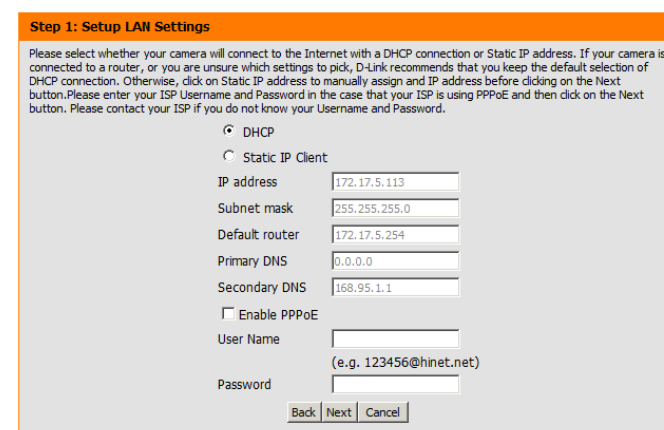 Step 1: Setup LAN Settings
Please select whether your camera will connect to the Internet with a DHCP connection or Static IP address. If your camera is
connected to a router, or you are unsure which settings to pick, D-Link recommends that you keep the default selection of
DHCP connection. Otherwise, click on Static IP address to manually assign and IP address before clicking on the Next
button.Please enter your ISP Username and Password in the case that your ISP is using PPPoE and then click on the Next
button. Please contact your ISP if you do not know your Username and Password.
DHCP
Static IP Client
IP address 172.17.5.113
Subnet mask 255.255.255.0
Default router 172.17.5.254
Primary DNS 0.0.0.0
Secondary DNS 168.95.1.1
Enable PPPoE
User Name
(e.g. 123456@hinet.net)
Password
Back Next Cancel